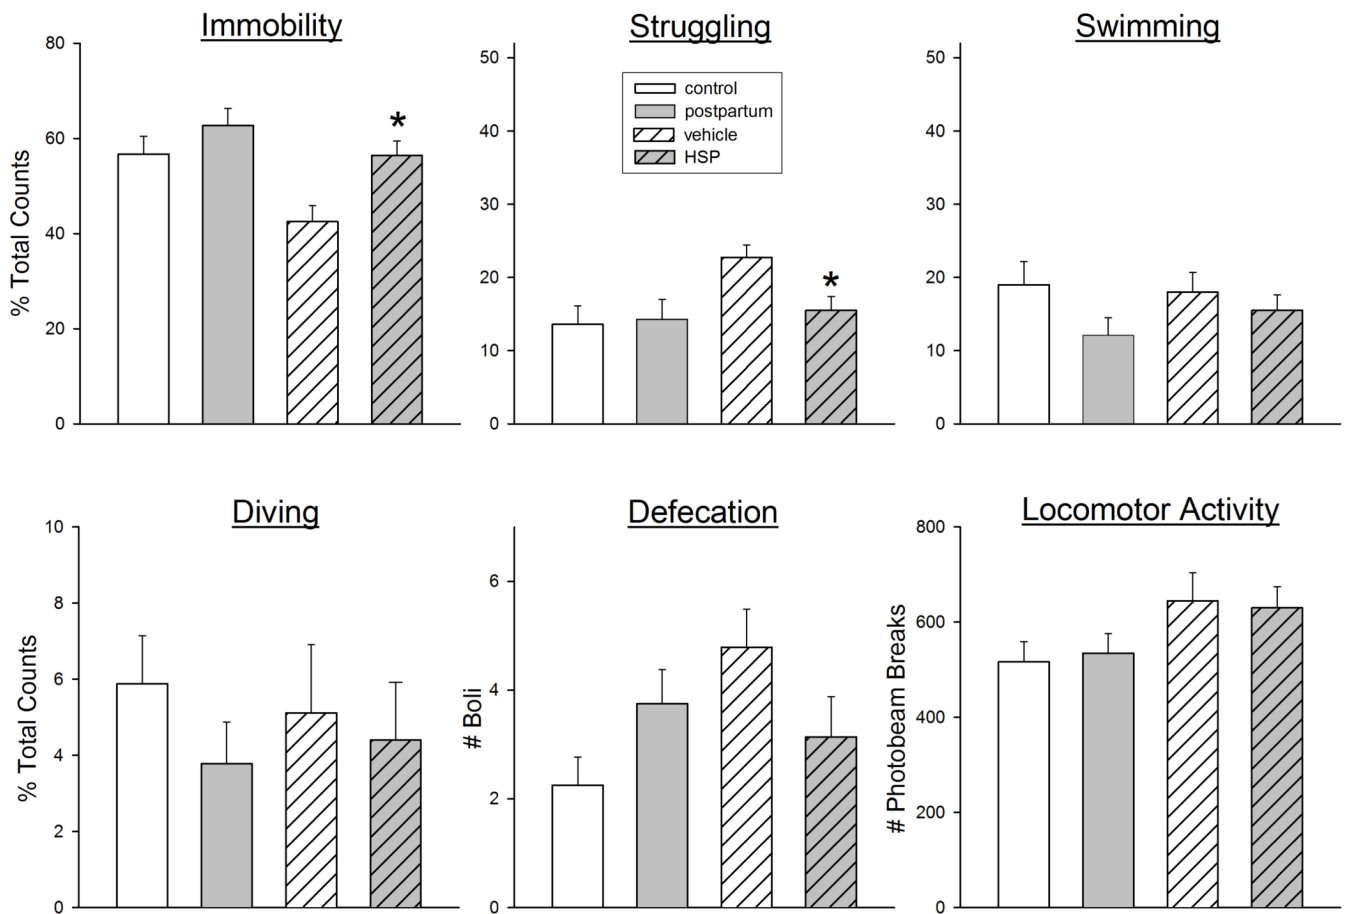 Immobility
80
60
40
20
0
% Total Counts
*
Struggling
50
40
30
20
10
0
control
postpartum
vehicle
HSP
*
Swimming
50
40
30
20
10
0
Diving
10
8
6
4
2
0
% Total Counts
Defecation
6
4
2
0
# Boli
Locomotor Activity
800
600
400
200
0
# Photobeam Breaks